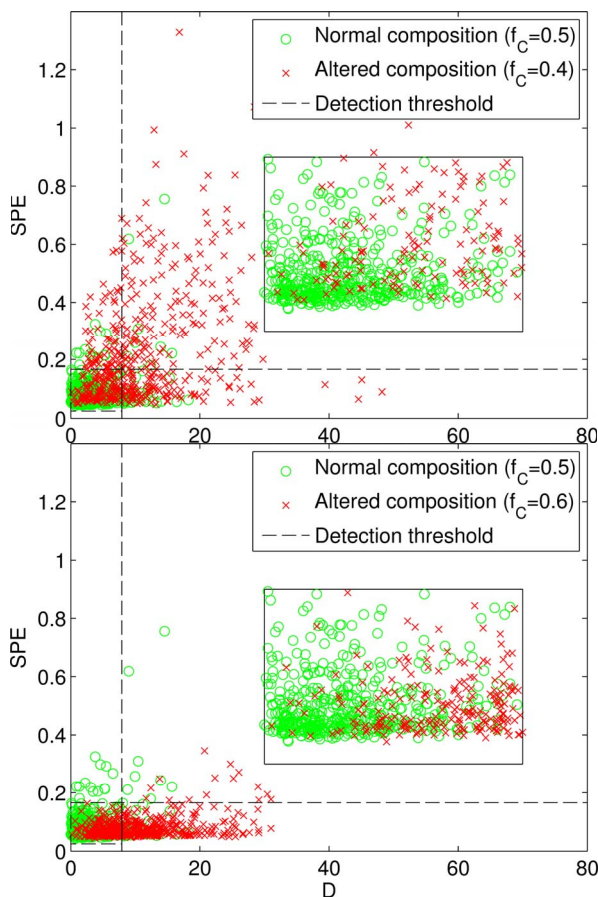 1.2
1
0.8
0.6
0.4
0.2
0
SPE
Normal composition (f_C=0.5)
Altered composition (f_C=0.4)
Detection threshold
0 20 40 60 80
1.2
1
0.8
0.6
0.4
0.2
0
SPE
Normal composition (f_C=0.5)
Altered composition (f_C=0.6)
Detection threshold
0 20 40 60 80
D